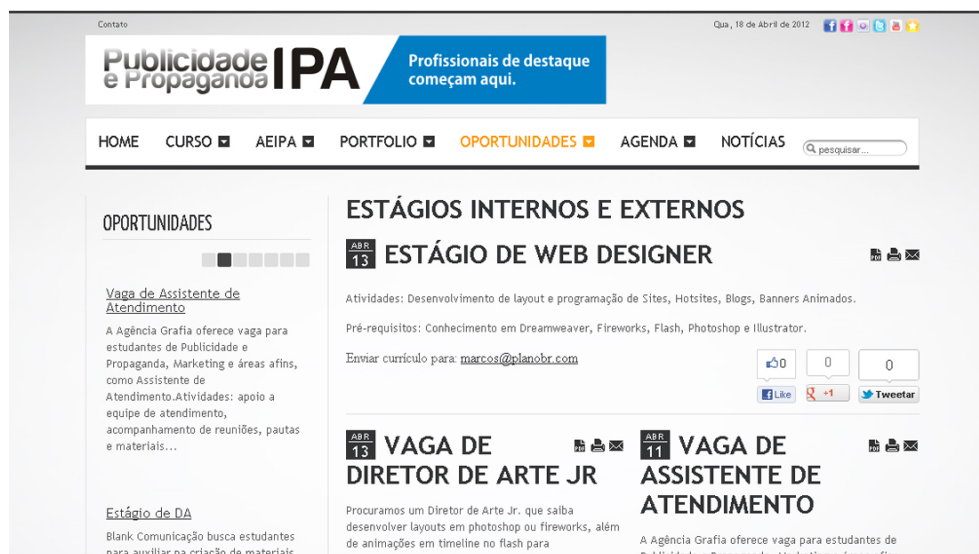 Contato
Qua, 18 de Abril de 2012
Publicidade
e Propaganda IPA
Profissionais de destaque
começam aqui.
HOME CURSO AEIPA PORTFOLIO OPORTUNIDADES AGENDA NOTÍCIAS pesquisar...
OPORTUNIDADES
Vaga de Assistente de
Atendimento
A Agência Grafia oferece vaga para
estudantes de Publicidade e
Propaganda, Marketing e áreas afins,
como Assistente de
Atendimento.Atividades: apoio a
equipe de atendimento,
acompanhamento de reuniões, pautas
e materiais...
Estágio de DA
Blank Comunicação busca estudantes
para auxiliar na criação de materiais
ESTÁGIOS INTERNOS E EXTERNOS
ABR
13
ESTÁGIO DE WEB DESIGNER
Atividades: Desenvolvimento de layout e programação de Sites, Hotsites, Blogs, Banners Animados.
Pré-requisitos: Conhecimento em Dreamweaver, Fireworks, Flash, Photoshop e Illustrator.
Enviar currículo para: marcos@planobr.com
0 0 0
Like +1 Tweetar
ABR
13
VAGA DE
DIRETOR DE ARTE JR
Procuramos um Diretor de Arte Jr. que saiba
desenvolver layouts em photoshop ou fireworks, além
de animações em timeline no flash para
ABR
11
VAGA DE
ASSISTENTE DE
ATENDIMENTO
A Agência Grafia oferece vaga para estudantes de